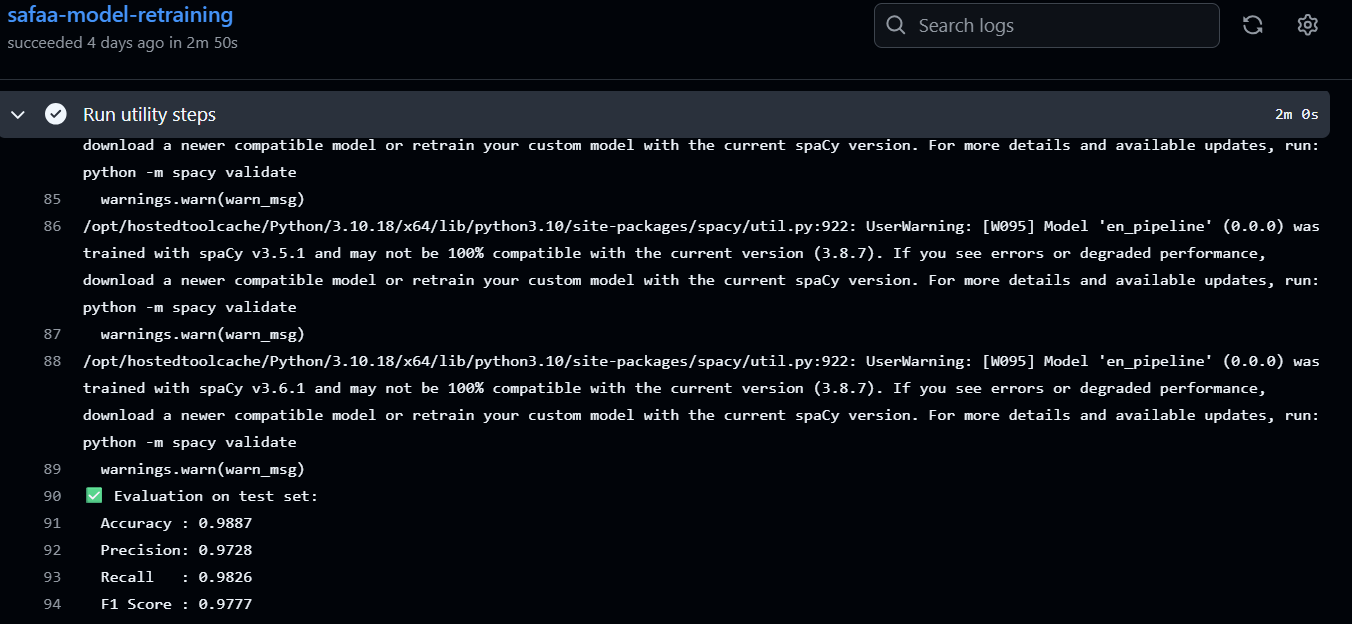 safaa-model-retraining
succeeded 4 days ago in 2m 50s
Search logs
Run utility steps
2m 0s
download a newer compatible model or retrain your custom model with the current spaCy version. For more details and available updates, run:
python -m spacy validate
85 warnings.warn(warn_msg)
86 /opt/hostedtoolcache/Python/3.10.18/x64/lib/python3.10/site-packages/spacy/util.py:922: UserWarning: [W095] Model 'en_pipeline' (0.0.0) was
trained with spaCy v3.5.1 and may not be 100% compatible with the current version (3.8.7). If you see errors or degraded performance,
download a newer compatible model or retrain your custom model with the current spaCy version. For more details and available updates, run:
python -m spacy validate
87 warnings.warn(warn_msg)
88 /opt/hostedtoolcache/Python/3.10.18/x64/lib/python3.10/site-packages/spacy/util.py:922: UserWarning: [W095] Model 'en_pipeline' (0.0.0) was
trained with spaCy v3.6.1 and may not be 100% compatible with the current version (3.8.7). If you see errors or degraded performance,
download a newer compatible model or retrain your custom model with the current spaCy version. For more details and available updates, run:
python -m spacy validate
89 warnings.warn(warn_msg)
90 ✅ Evaluation on test set:
91 Accuracy : 0.9887
92 Precision: 0.9728
93 Recall   : 0.9826
94 F1 Score : 0.9777